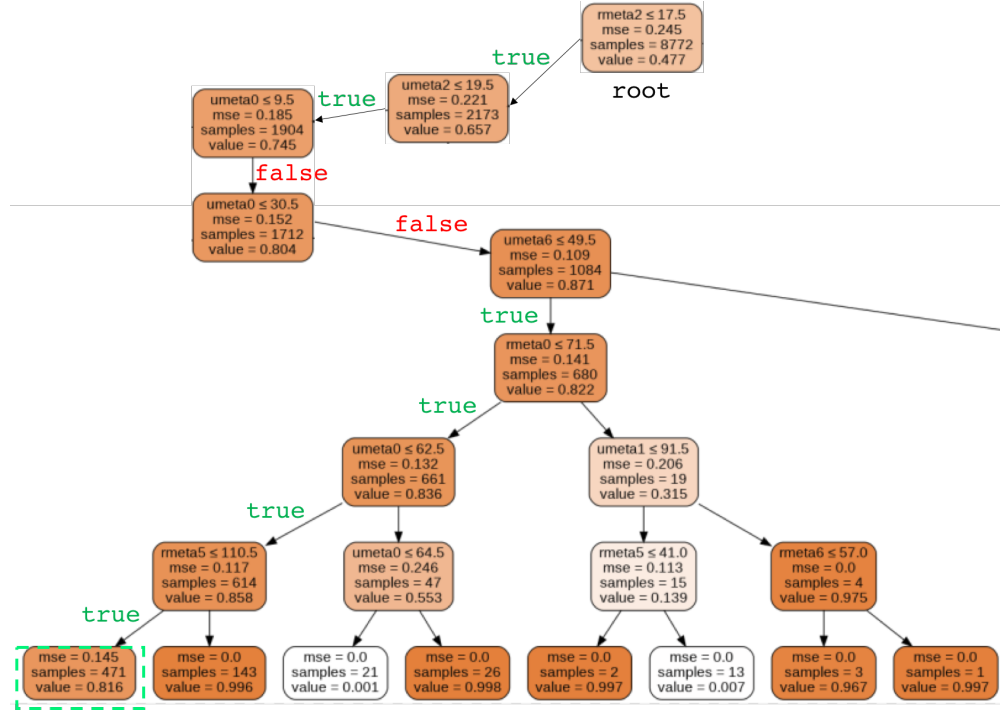 rmeta2 ≤ 17.5
mse = 0.245
samples = 8772
value = 0.477
root
true
umeta2 ≤ 19.5
mse = 0.221
samples = 2173
value = 0.657
true
umeta0 ≤ 9.5
mse = 0.185
samples = 1904
value = 0.745
false
umeta0 ≤ 30.5
mse = 0.152
samples = 1712
value = 0.804
false
umeta6 ≤ 49.5
mse = 0.109
samples = 1084
value = 0.871
true
rmeta0 ≤ 71.5
mse = 0.141
samples = 680
value = 0.822
true
umeta0 ≤ 62.5
mse = 0.132
samples = 661
value = 0.836
umeta1 ≤ 91.5
mse = 0.206
samples = 19
value = 0.315
true
rmeta5 ≤ 110.5
mse = 0.117
samples = 614
value = 0.858
umeta0 ≤ 64.5
mse = 0.246
samples = 47
value = 0.553
rmeta5 ≤ 41.0
mse = 0.113
samples = 15
value = 0.139
rmeta6 ≤ 57.0
mse = 0.0
samples = 4
value = 0.975
true
mse = 0.145
samples = 471
value = 0.816
mse = 0.0
samples = 143
value = 0.996
mse = 0.0
samples = 21
value = 0.001
mse = 0.0
samples = 26
value = 0.998
mse = 0.0
samples = 2
value = 0.997
mse = 0.0
samples = 13
value = 0.007
mse = 0.0
samples = 3
value = 0.967
mse = 0.0
samples = 1
value = 0.997